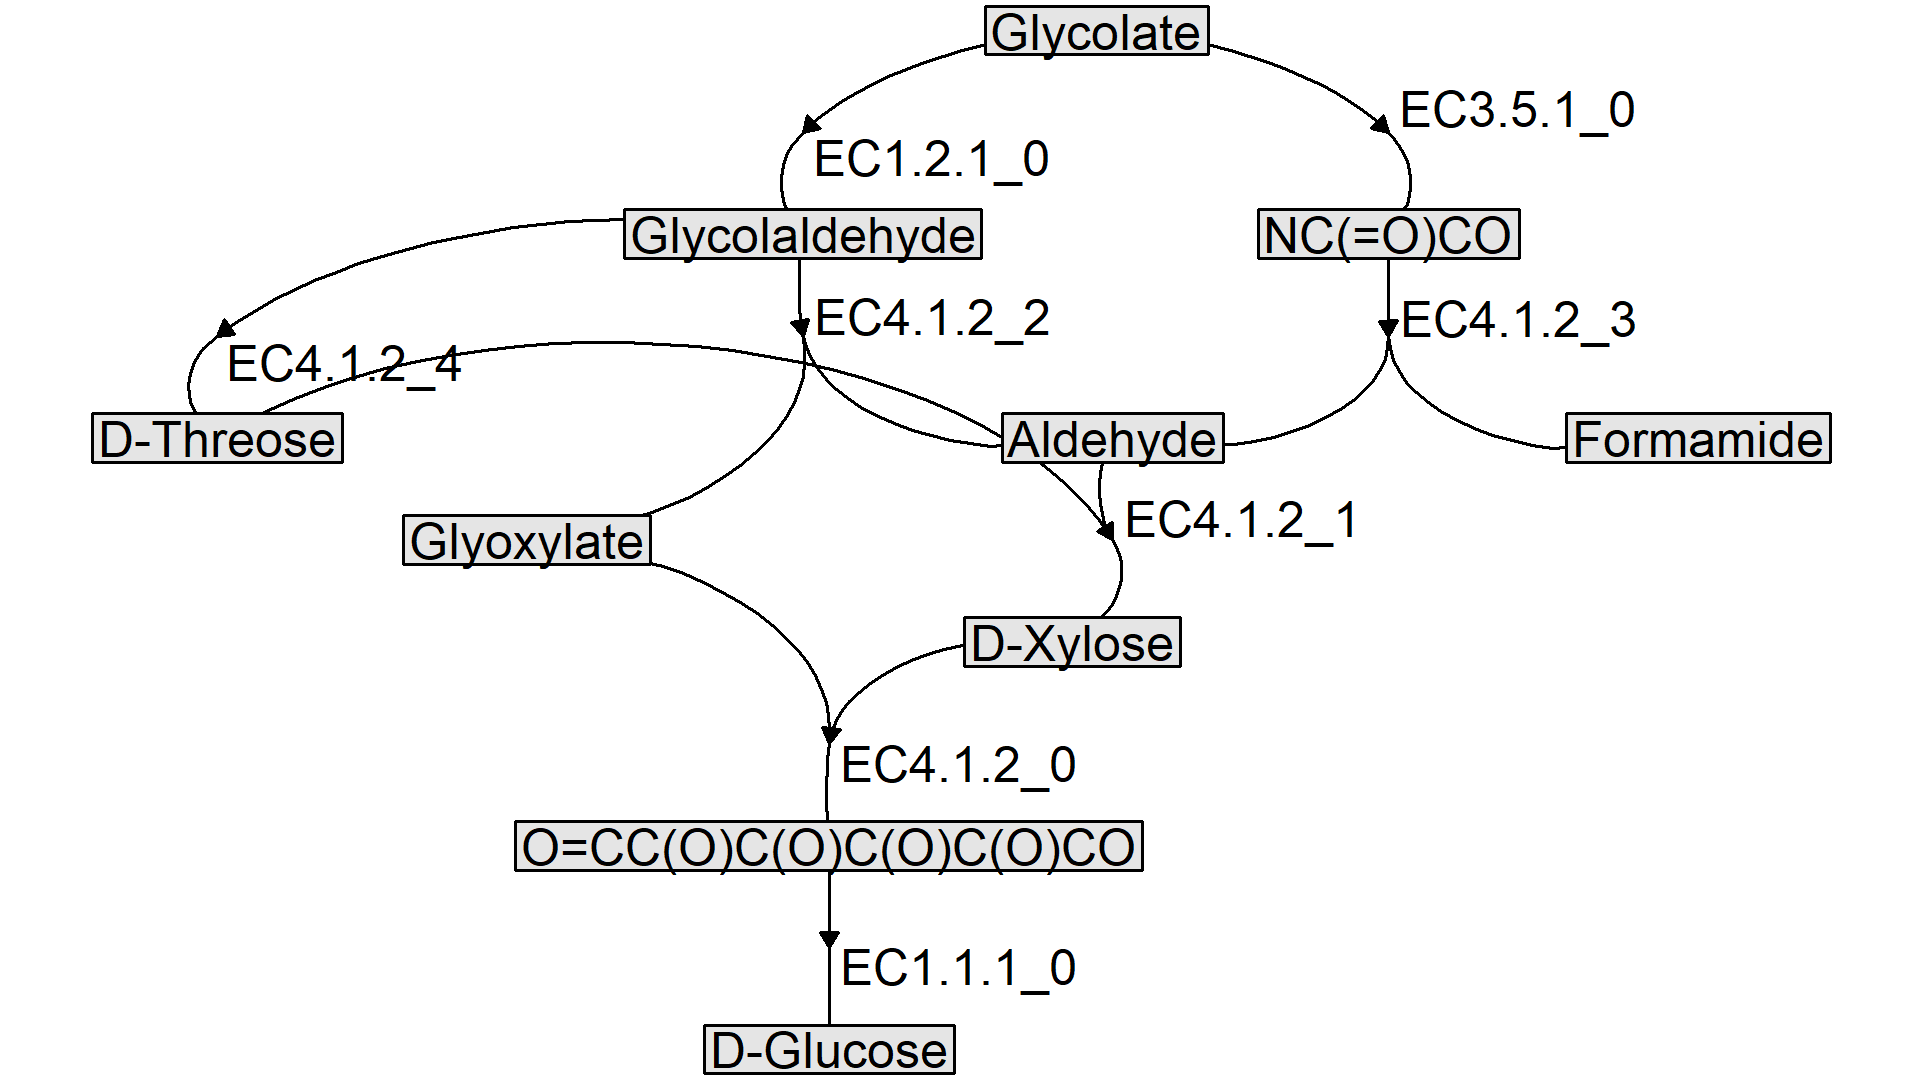 Glycolate
EC3.5.1_0
EC1.2.1_0
Glycolaldehyde
NC(=O)CO
EC4.1.2_2
EC4.1.2_3
EC4.1.2_4
D-Threose
Aldehyde
Formamide
EC4.1.2_1
Glyoxylate
D-Xylose
EC4.1.2_0
O=CC(O)C(O)C(O)C(O)CO
EC1.1.1_0
D-Glucose